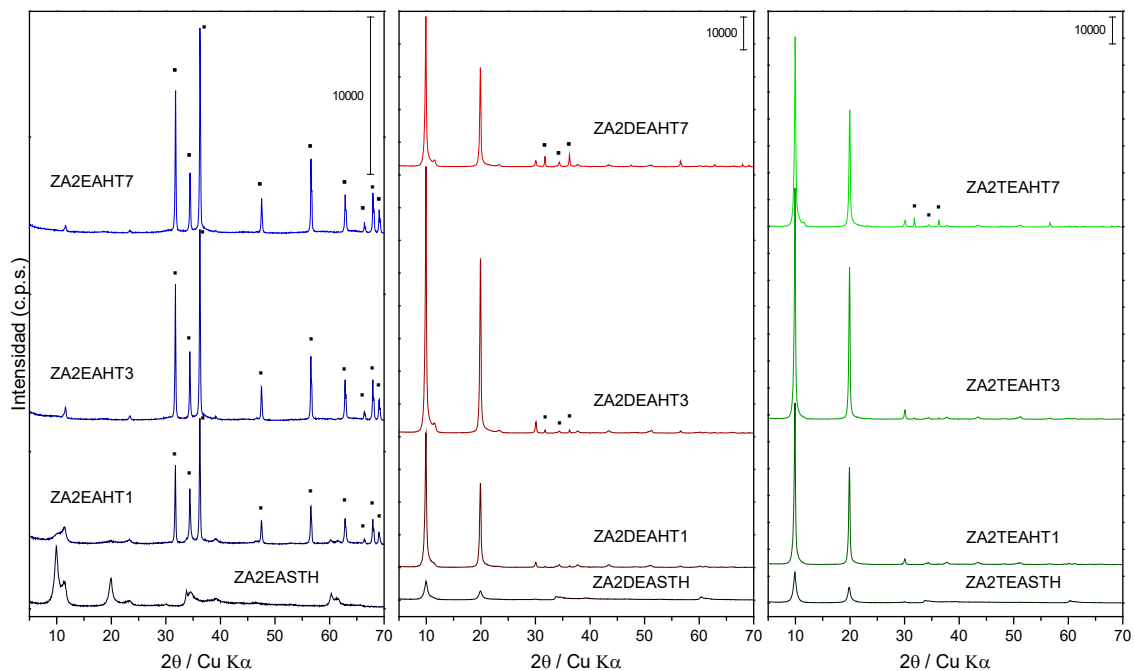 Intensidad (c.p.s.)
10000
ZA2EAHT7
ZA2EAHT3
ZA2EAHT1
ZA2EASTH
10 20 30 40 50 60 70
2θ / Cu Kα
10000
ZA2DEAHT7
ZA2DEAHT3
ZA2DEAHT1
ZA2DEASTH
10 20 30 40 50 60 70
2θ / Cu Kα
10000
ZA2TEAHT7
ZA2TEAHT3
ZA2TEAHT1
ZA2TEASTH
10 20 30 40 50 60 70
2θ / Cu Kα